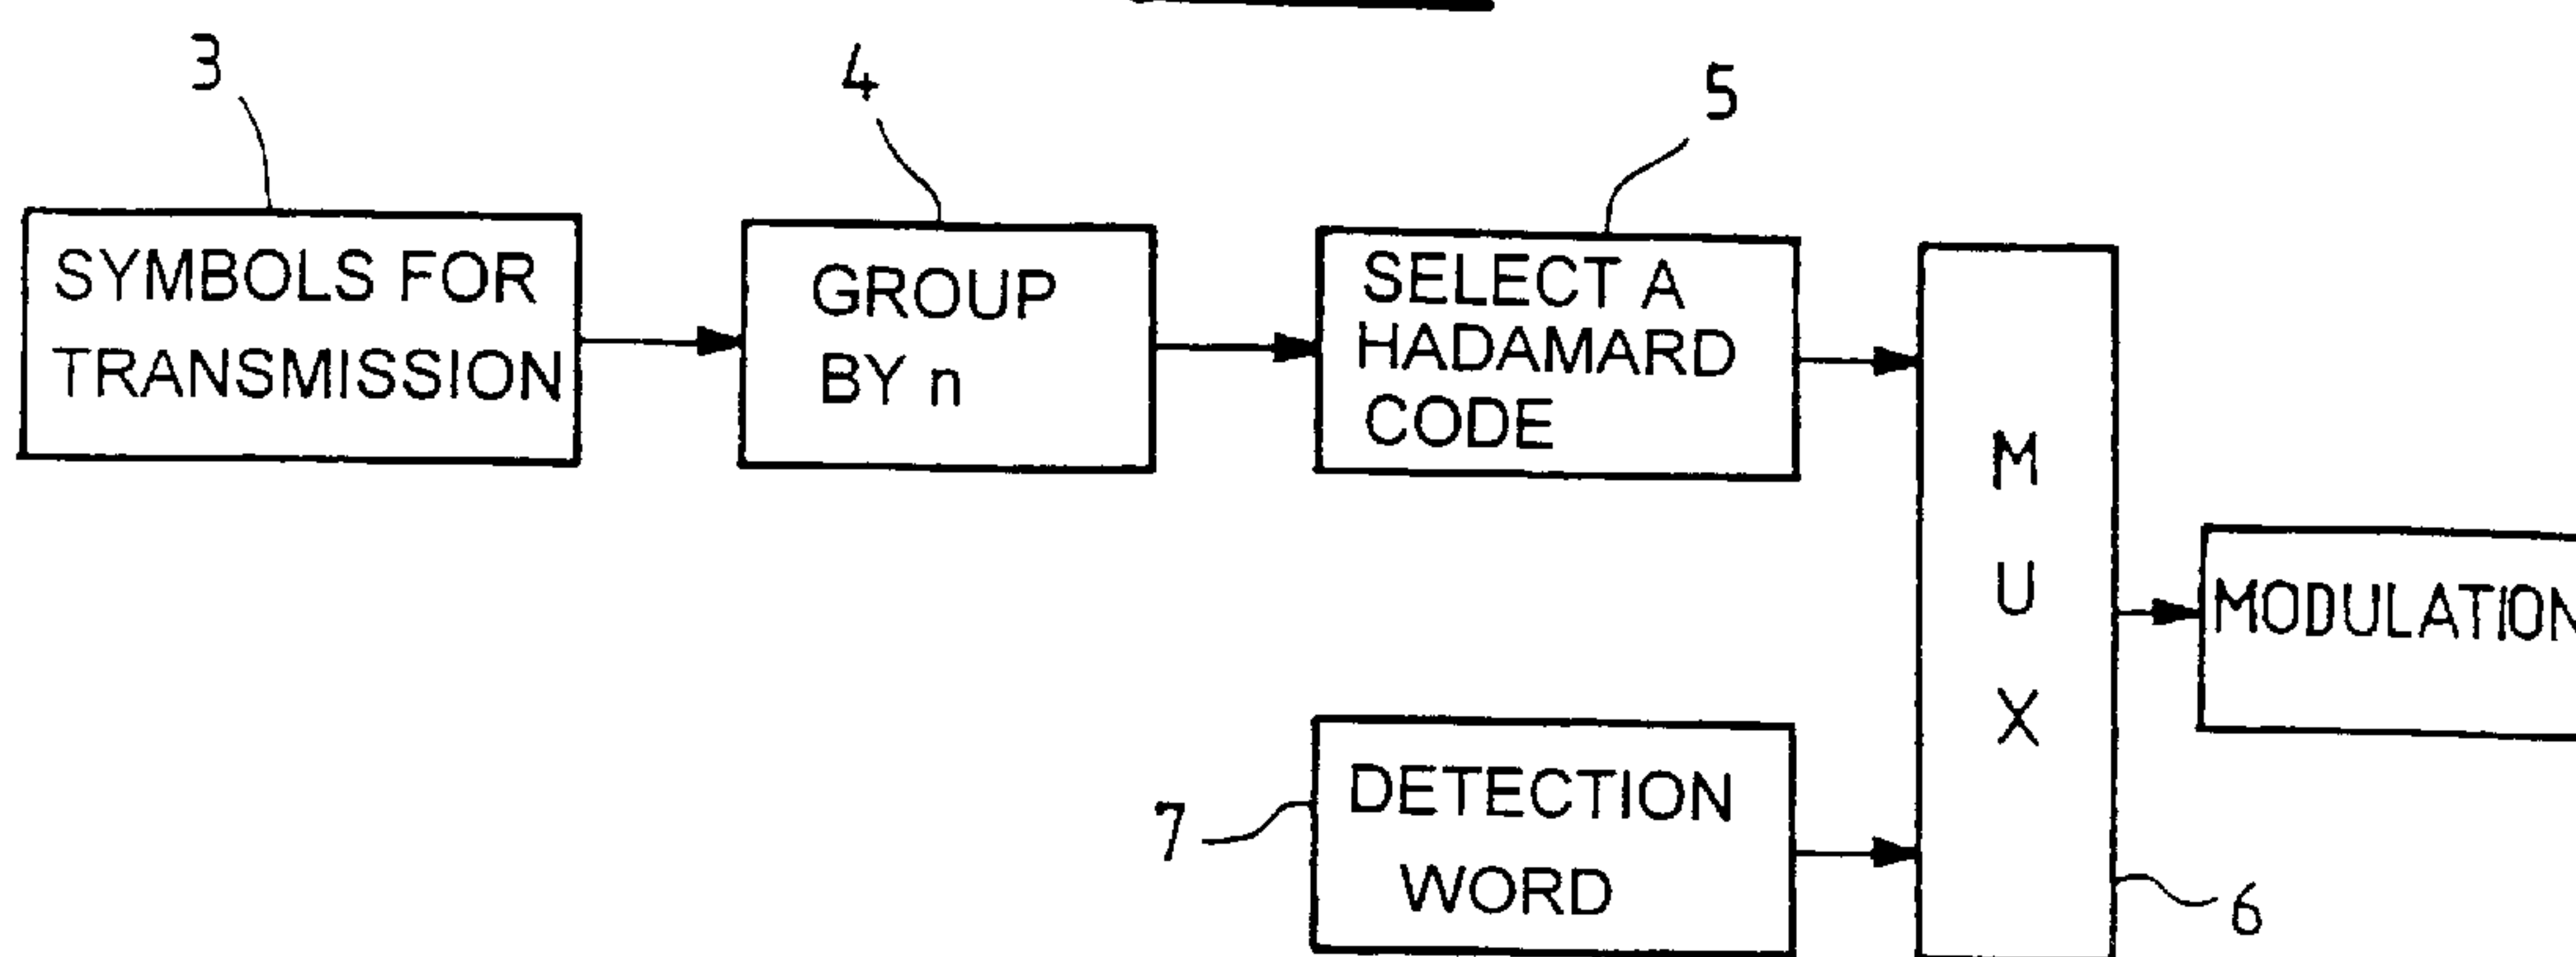 3
4
5
SYMBOLS FOR
TRANSMISSION
GROUP
BY n
SELECT A
HADAMARD
CODE
M
U
X
MODULATION
7
DETECTION
WORD
6